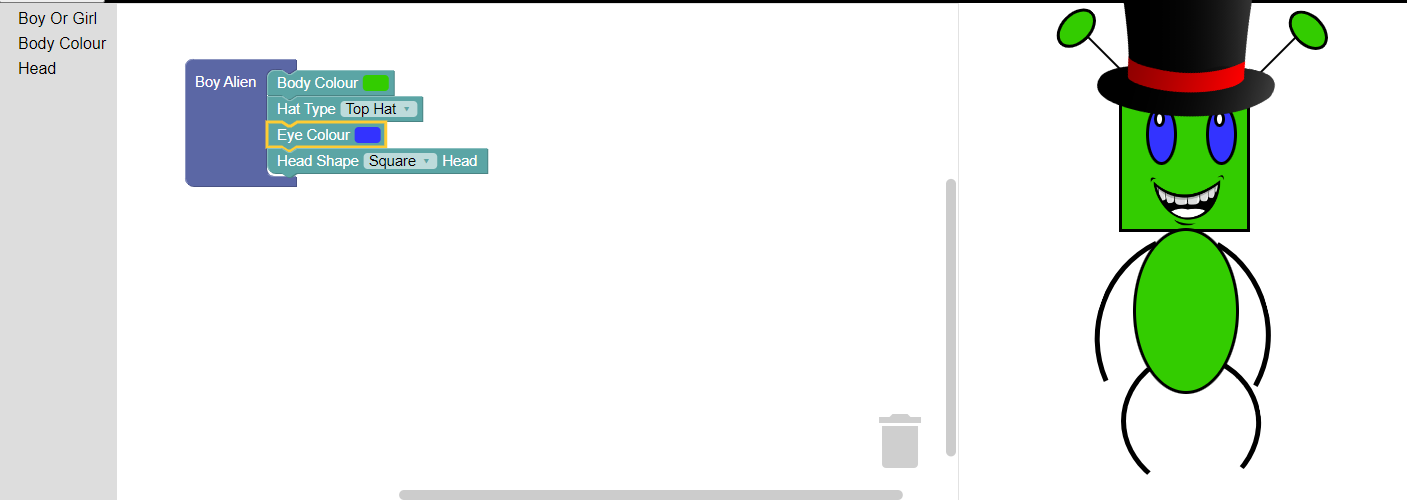 Boy Or Girl
Body Colour
Head
Boy Alien
Body Colour
Hat Type Top Hat
Eye Colour
Head Shape Square Head